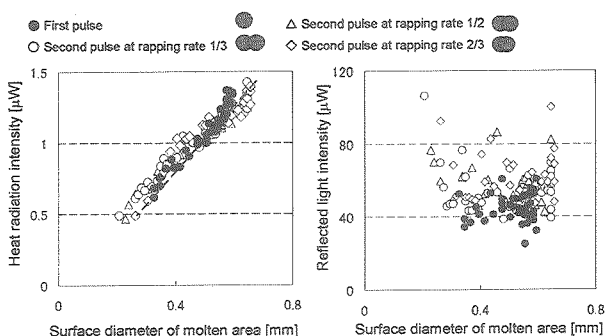 First pulse
Second pulse at rapping rate 1/2
Second pulse at rapping rate 1/3
Second pulse at rapping rate 2/3
Heat radiation intensity [μW]
1.5
1
0.5
0
0
0.4
0.8
Surface diameter of molten area [mm]
Reflected light intensity [μW]
120
80
40
0
0
0.4
0.8
Surface diameter of molten area [mm]